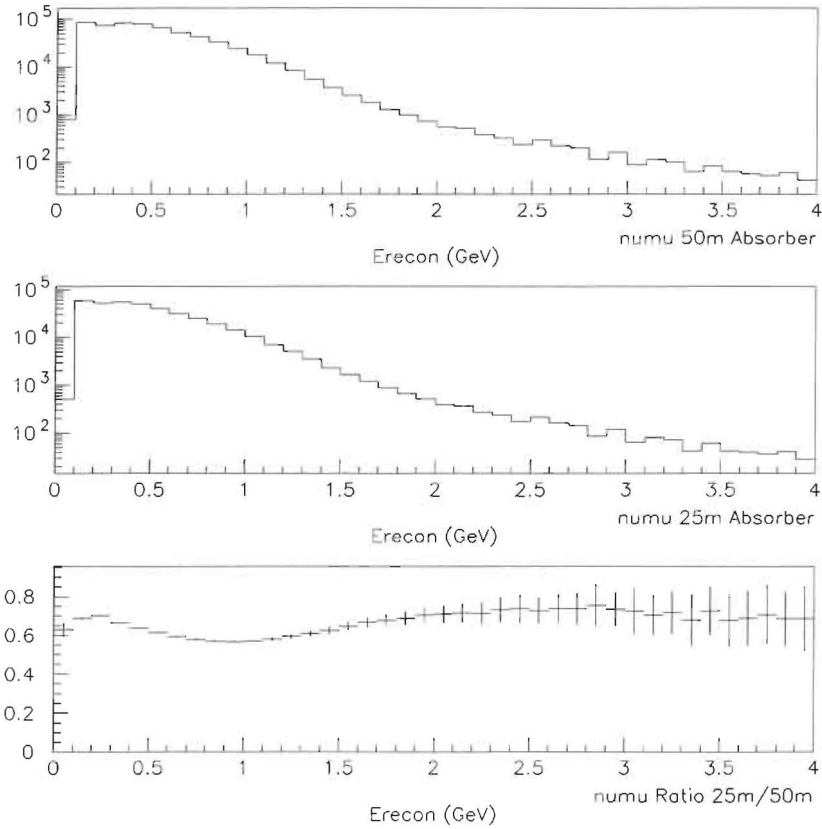 10^5
10^4
10^3
10^2
0 0.5 1 1.5 2 2.5 3 3.5 4
numu 50m Absorber
Erecon (GeV)
10^5
10^4
10^3
10^2
0 0.5 1 1.5 2 2.5 3 3.5 4
numu 25m Absorber
Erecon (GeV)
0.8
0.6
0.4
0.2
0
0 0.5 1 1.5 2 2.5 3 3.5 4
numu Ratio 25m/50m
Erecon (GeV)